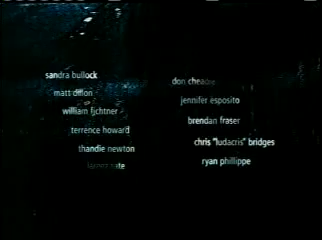 sandra bullock
don cheadle
matt dillon
jennifer esposito
william fichtner
brendan fraser
terrence howard
chris "ludacris" bridges
thandie newton
ryan phillippe